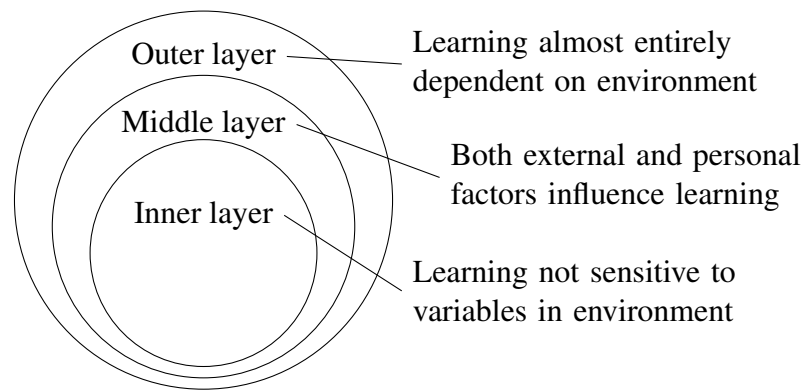 Outer layer
Learning almost entirely
dependent on environment
Middle layer
Both external and personal
factors influence learning
Inner layer
Learning not sensitive to
variables in environment